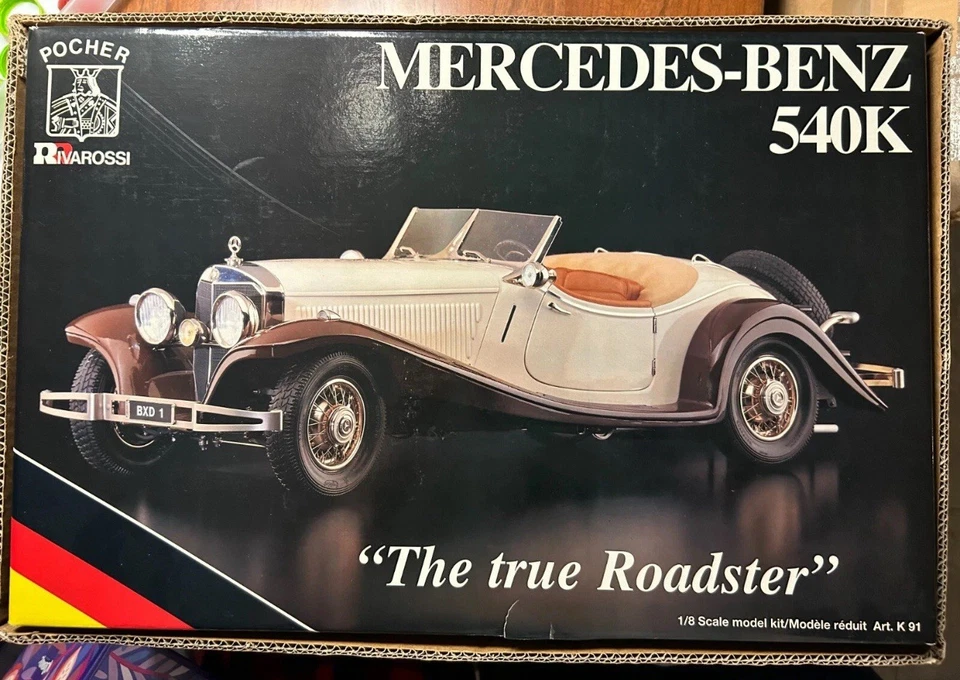 POCHER
RIVAROSSI
MERCEDES-BENZ
540K
BXD 1
“The true Roadster”
1/8 Scale model kit/Modèle réduit Art. K 91